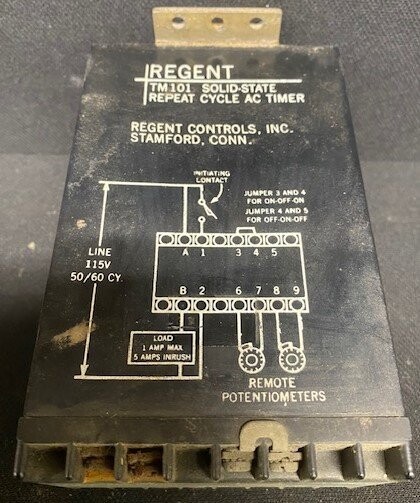 REGENT
TM101 SOLID-STATE
REPEAT CYCLE AC TIMER
REGENT CONTROLS, INC.
STAMFORD, CONN.
INITIATING
CONTACT
JUMPER 3 AND 4
FOR ON-OFF-ON
JUMPER 4 AND 5
FOR OFF-ON-OFF
A 1 3 4 5
LINE
115V
50/60 CY.
B 2 6 7 8 9
LOAD
1 AMP MAX
5 AMPS INRUSH
REMOTE
POTENTIOMETERS